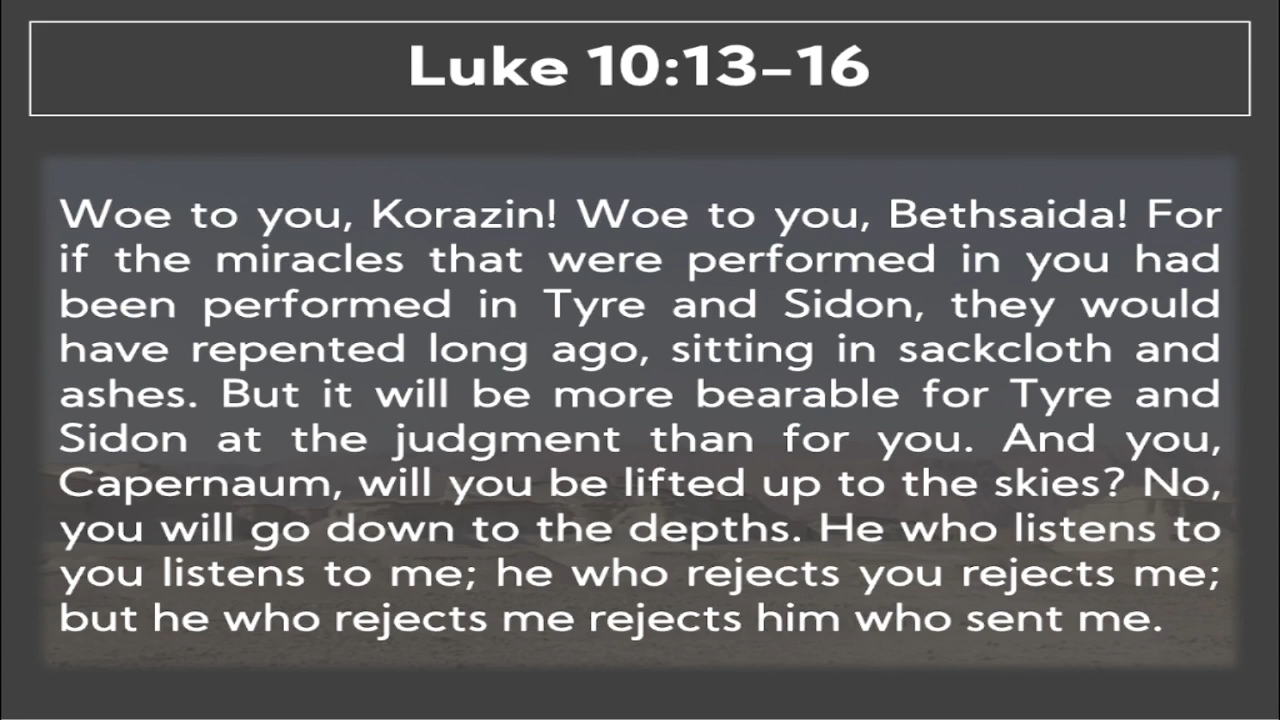 Luke 10:13–16
Woe to you, Korazin! Woe to you, Bethsaida! For
if the miracles that were performed in you had
been performed in Tyre and Sidon, they would
have repented long ago, sitting in sackcloth and
ashes. But it will be more bearable for Tyre and
Sidon at the judgment than for you. And you,
Capernaum, will you be lifted up to the skies? No,
you will go down to the depths. He who listens to
you listens to me; he who rejects you rejects me;
but he who rejects me rejects him who sent me.